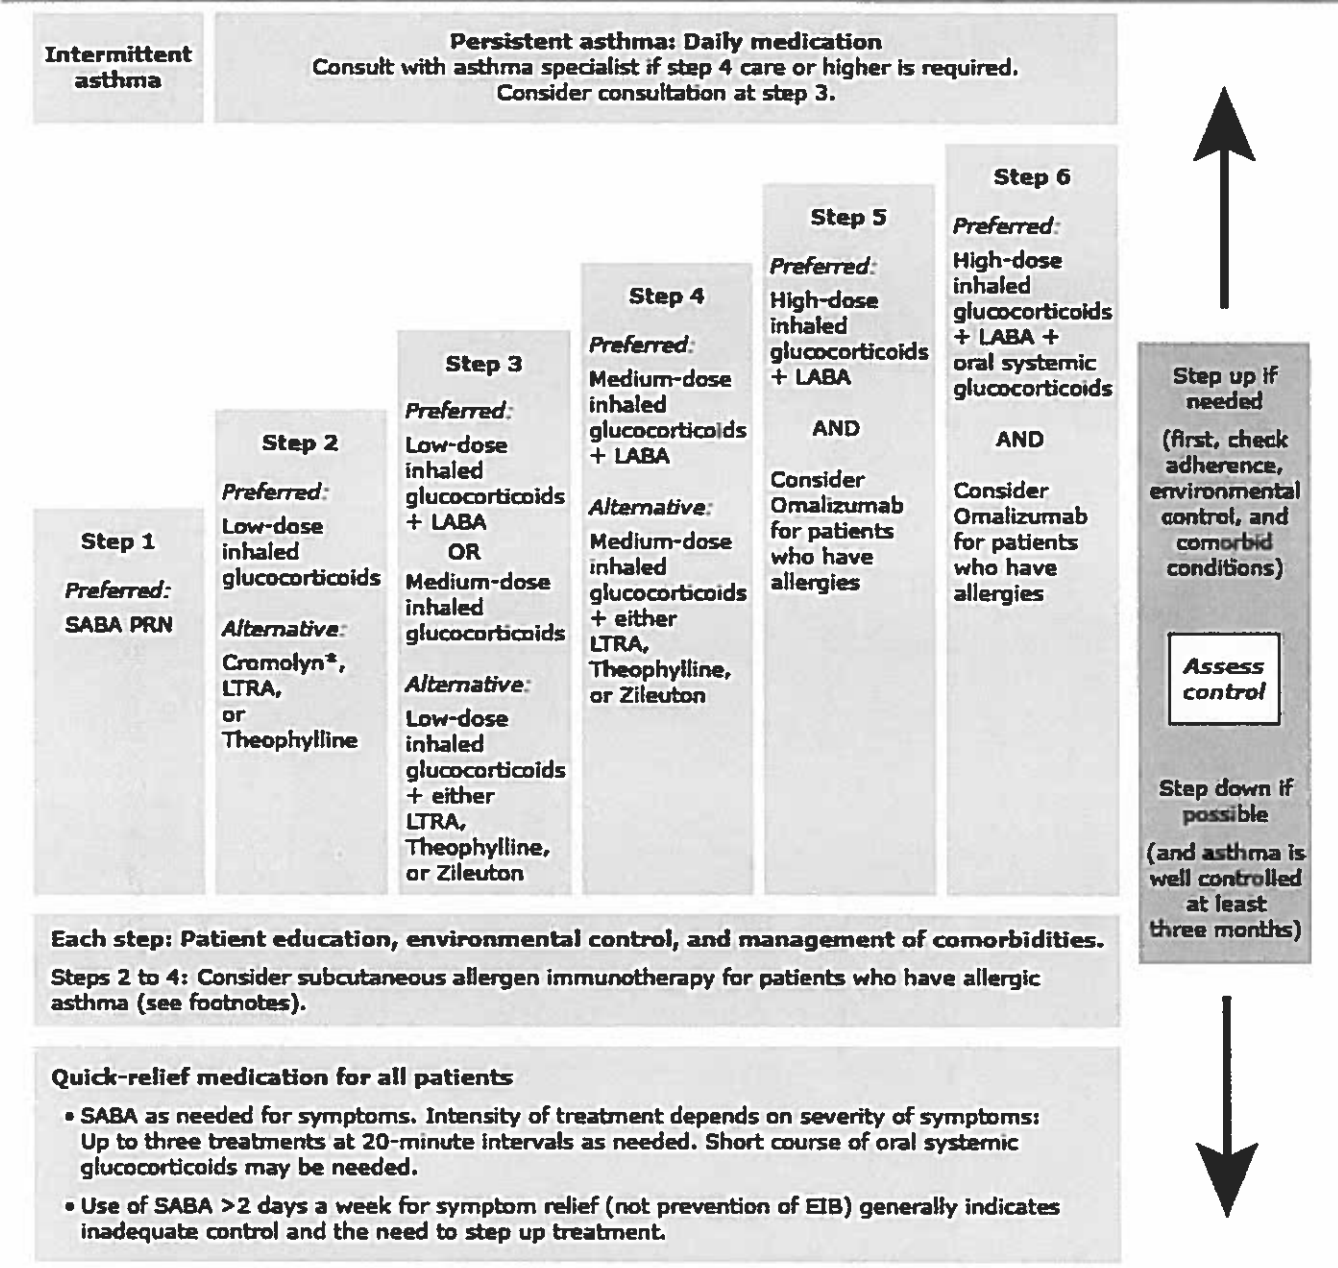 Intermittent
asthma
Persistent asthma: Daily medication
Consult with asthma specialist if step 4 care or higher is required.
Consider consultation at step 3.
Step 1
Preferred:
SABA PRN
Step 2
Preferred:
Low-dose
inhaled
glucocorticoids
Alternative:
Cromolyn*,
LTRA,
or
Theophylline
Step 3
Preferred:
Low-dose
inhaled
glucocorticoids
+ LABA
OR
Medium-dose
inhaled
glucocorticoids
Alternative:
Low-dose
inhaled
glucocorticoids
+ either
LTRA,
Theophylline,
or Zileuton
Step 4
Preferred:
Medium-dose
inhaled
glucocorticoids
+ LABA
Alternative:
Medium-dose
inhaled
glucocorticoids
+ either
LTRA,
Theophylline,
or Zileuton
Step 5
Preferred:
High-dose
inhaled
glucocorticoids
+ LABA
AND
Consider
Omalizumab
for patients
who have
allergies
Step 6
Preferred:
High-dose
inhaled
glucocorticoids
+ LABA +
oral systemic
glucocorticoids
AND
Consider
Omalizumab
for patients
who have
allergies
Step up if
needed
(first, check
adherence,
environmental
control, and
comorbid
conditions)
Assess
control
Step down if
possible
(and asthma is
well controlled
at least
three months)
Each step: Patient education, environmental control, and management of comorbidities.
Steps 2 to 4: Consider subcutaneous allergen immunotherapy for patients who have allergic
asthma (see footnotes).
Quick-relief medication for all patients
• SABA as needed for symptoms. Intensity of treatment depends on severity of symptoms:
Up to three treatments at 20-minute intervals as needed. Short course of oral systemic
glucocorticoids may be needed.
• Use of SABA >2 days a week for symptom relief (not prevention of EIB) generally indicates
inadequate control and the need to step up treatment.